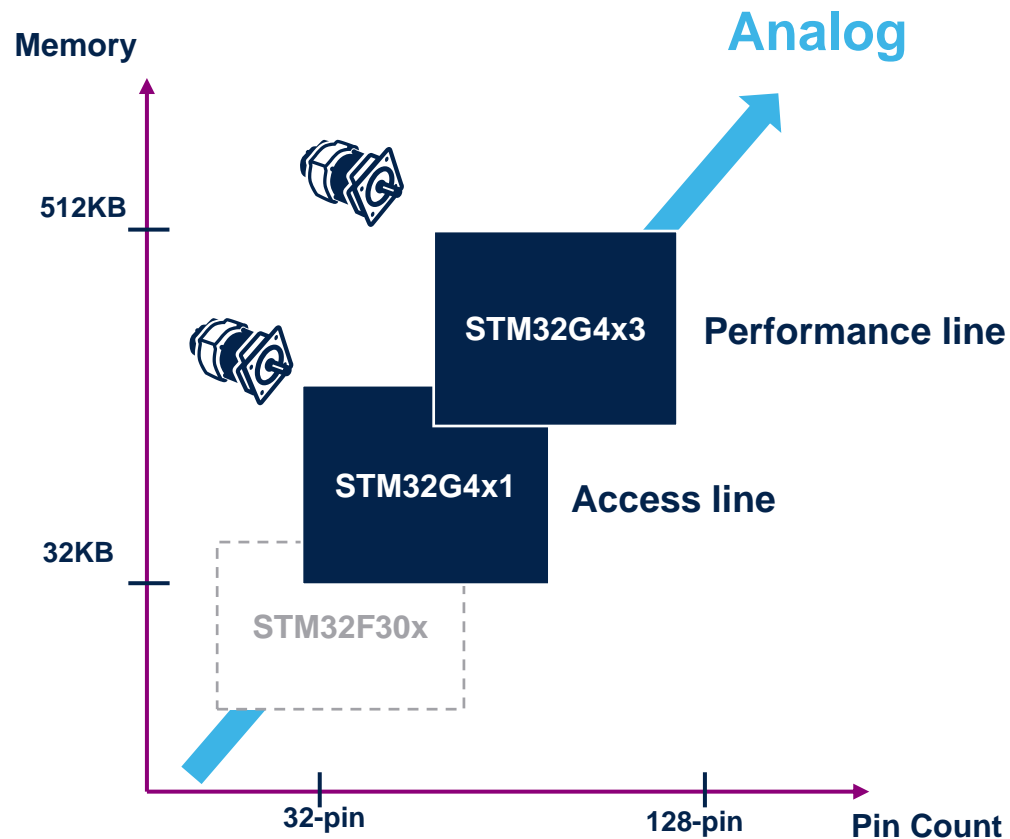 Analog
Memory
512KB
STM32G4x3
Performance line
STM32G4x1
Access line
32KB
STM32F30x
32-pin
128-pin
Pin Count